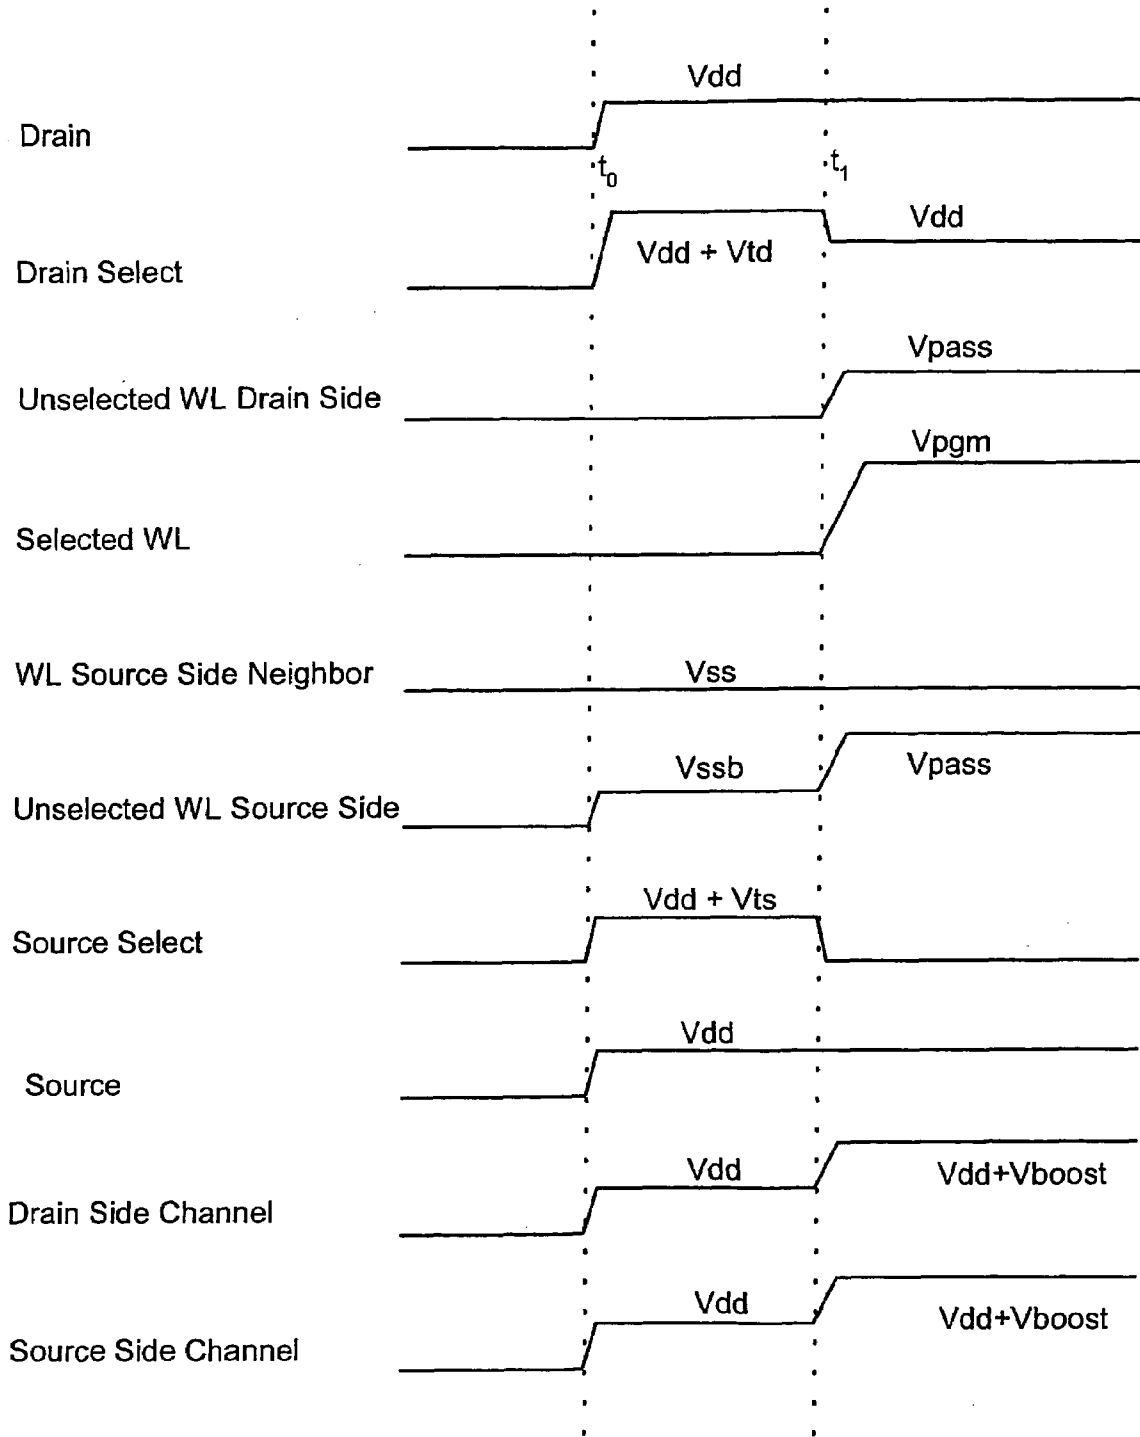 Vdd
Drain
t0
t1
Vdd
Vdd + Vtd
Drain Select
Vpass
Unselected WL Drain Side
Vpgm
Selected WL
WL Source Side Neighbor
Vss
Vssb
Vpass
Unselected WL Source Side
Vdd + Vts
Source Select
Vdd
Source
Vdd
Vdd+Vboost
Drain Side Channel
Vdd
Vdd+Vboost
Source Side Channel